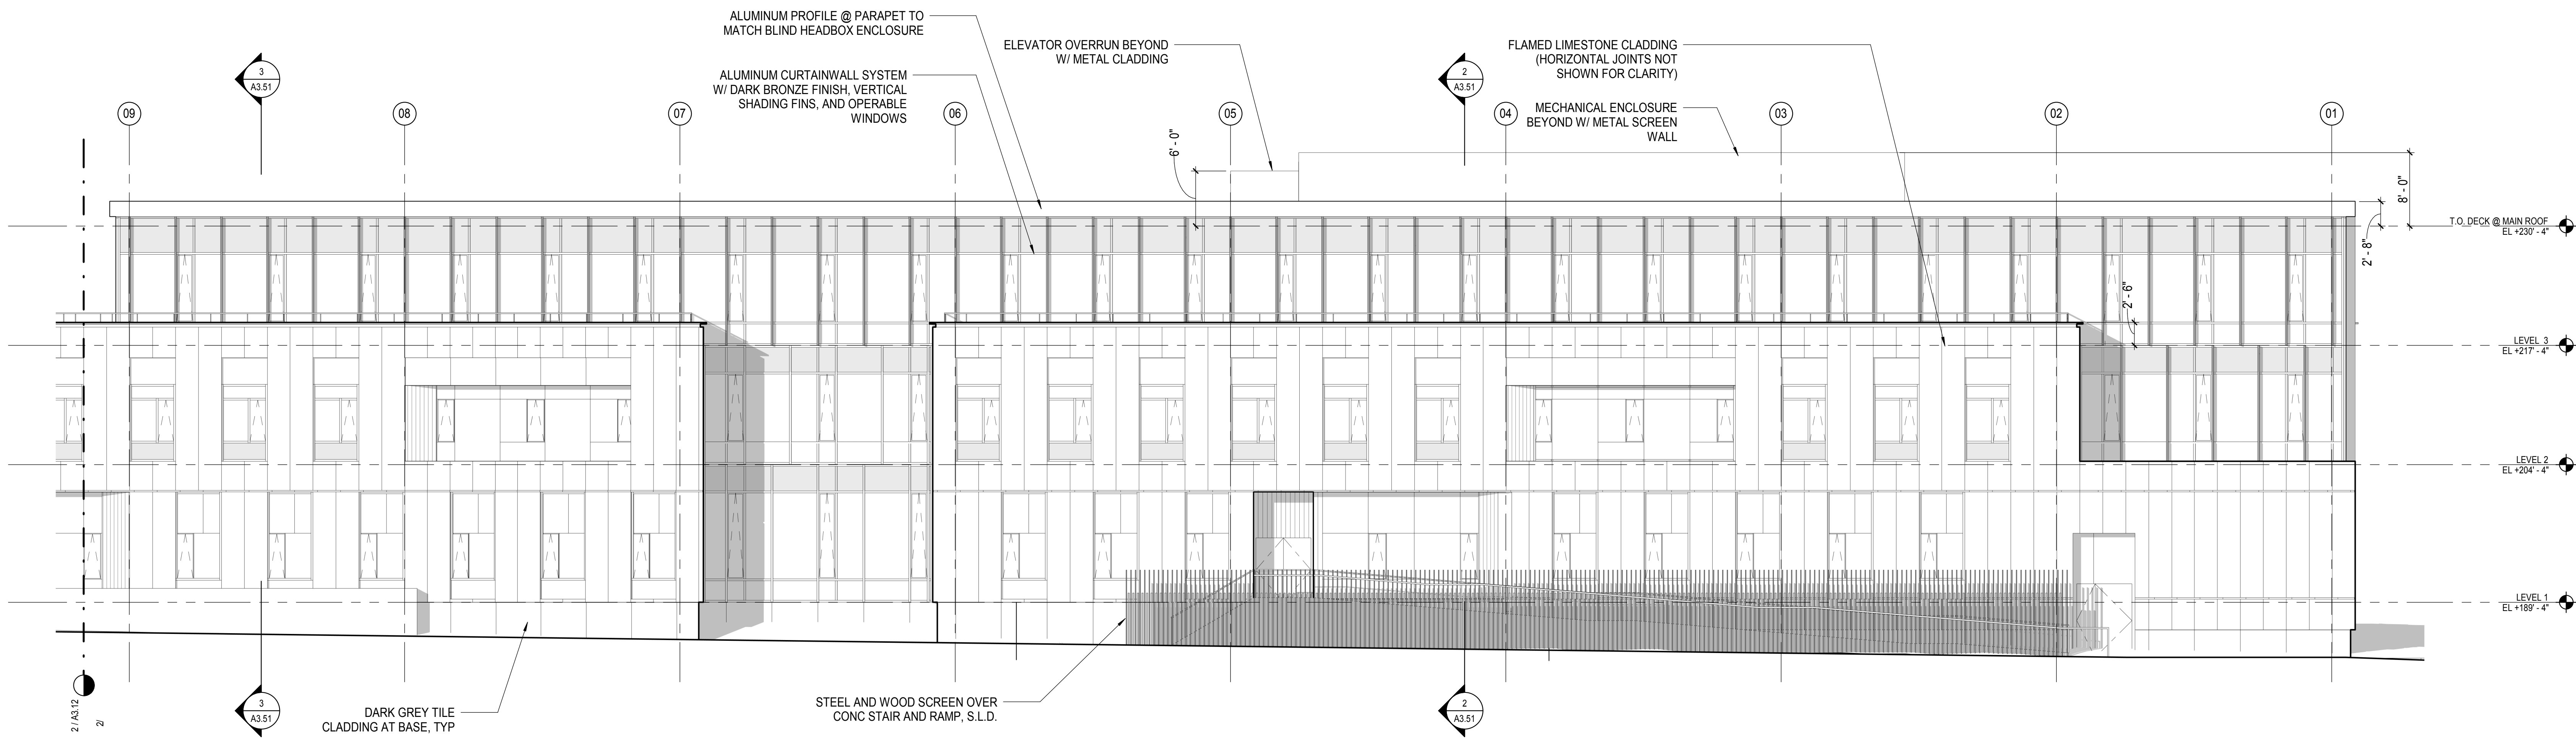 ALUMINUM PROFILE @ PARAPET TO
MATCH BLIND HEADBOX ENCLOSURE
ELEVATOR OVERRUN BEYOND
W/ METAL CLADDING
FLAMED LIMESTONE CLADDING
(HORIZONTAL JOINTS NOT
SHOWN FOR CLARITY)
ALUMINUM CURTAINWALL SYSTEM
W/ DARK BRONZE FINISH, VERTICAL
SHADING FINS, AND OPERABLE
WINDOWS
MECHANICAL ENCLOSURE
BEYOND W/ METAL SCREEN
WALL
3
A3.51
2
A3.51
09
08
07
06
05
04
03
02
01
6' - 0"
8' - 0"
2' - 8"
2' - 6"
T.O. DECK @ MAIN ROOF
EL +230' - 4"
LEVEL 3
EL +217' - 4"
LEVEL 2
EL +204' - 4"
LEVEL 1
EL +189' - 4"
2 / A3.12
2/
3
A3.51
DARK GREY TILE
CLADDING AT BASE, TYP
STEEL AND WOOD SCREEN OVER
CONC STAIR AND RAMP, S.L.D.
2
A3.51